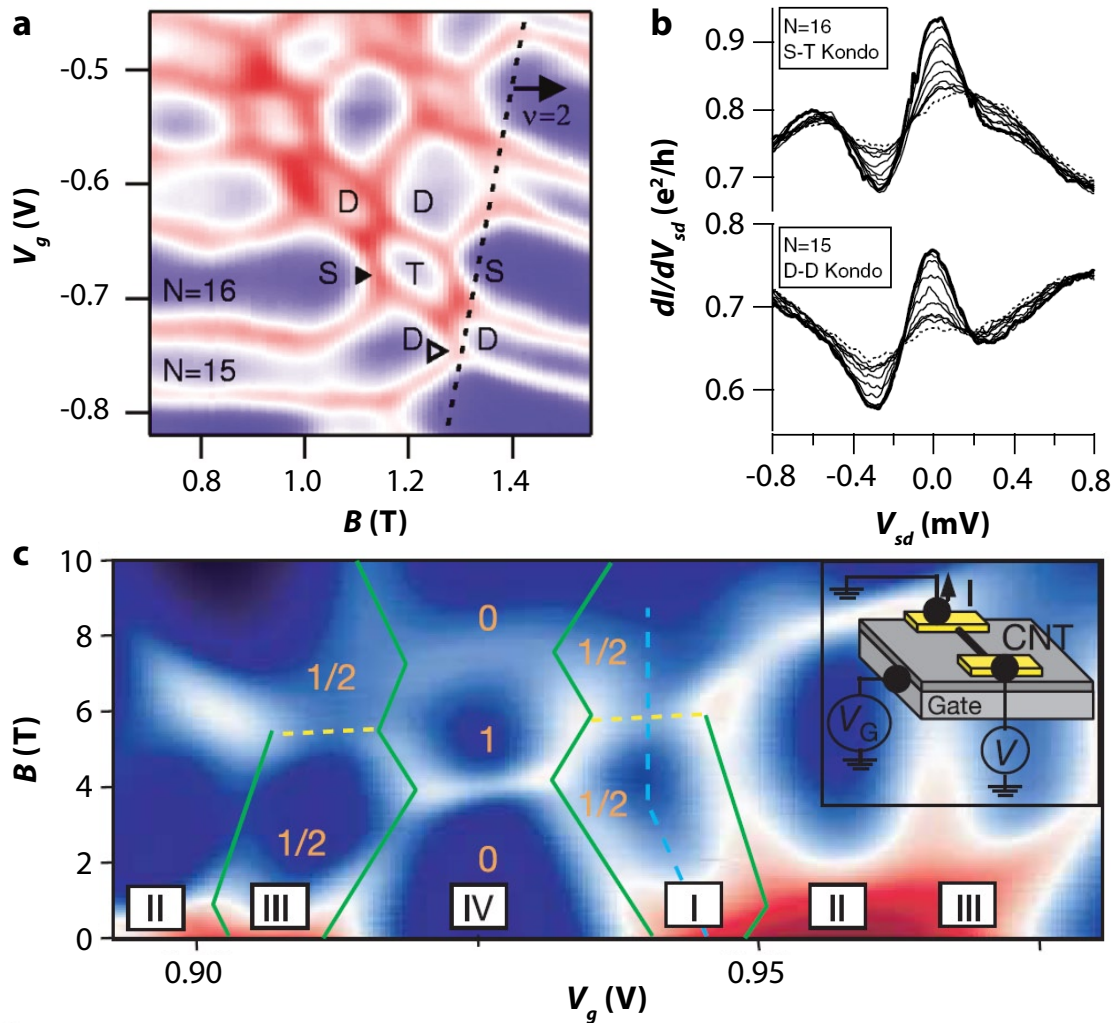 a
V_g (V)
-0.5
-0.6
-0.7
-0.8
ν=2
D D
S T S
N=16
D D
N=15
0.8 1.0 1.2 1.4
B (T)
b
dI/dV_sd (e²/h)
N=16
S-T Kondo
0.9
0.8
0.7
N=15
D-D Kondo
0.8
0.7
0.6
-0.8 -0.4 0.0 0.4 0.8
V_sd (mV)
c
B (T)
10
8
6
4
2
0
0
1/2 1/2
1
1/2 1/2
0
II III IV I II III
I
CNT
Gate
V_G
V
0.90 0.95
V_g (V)